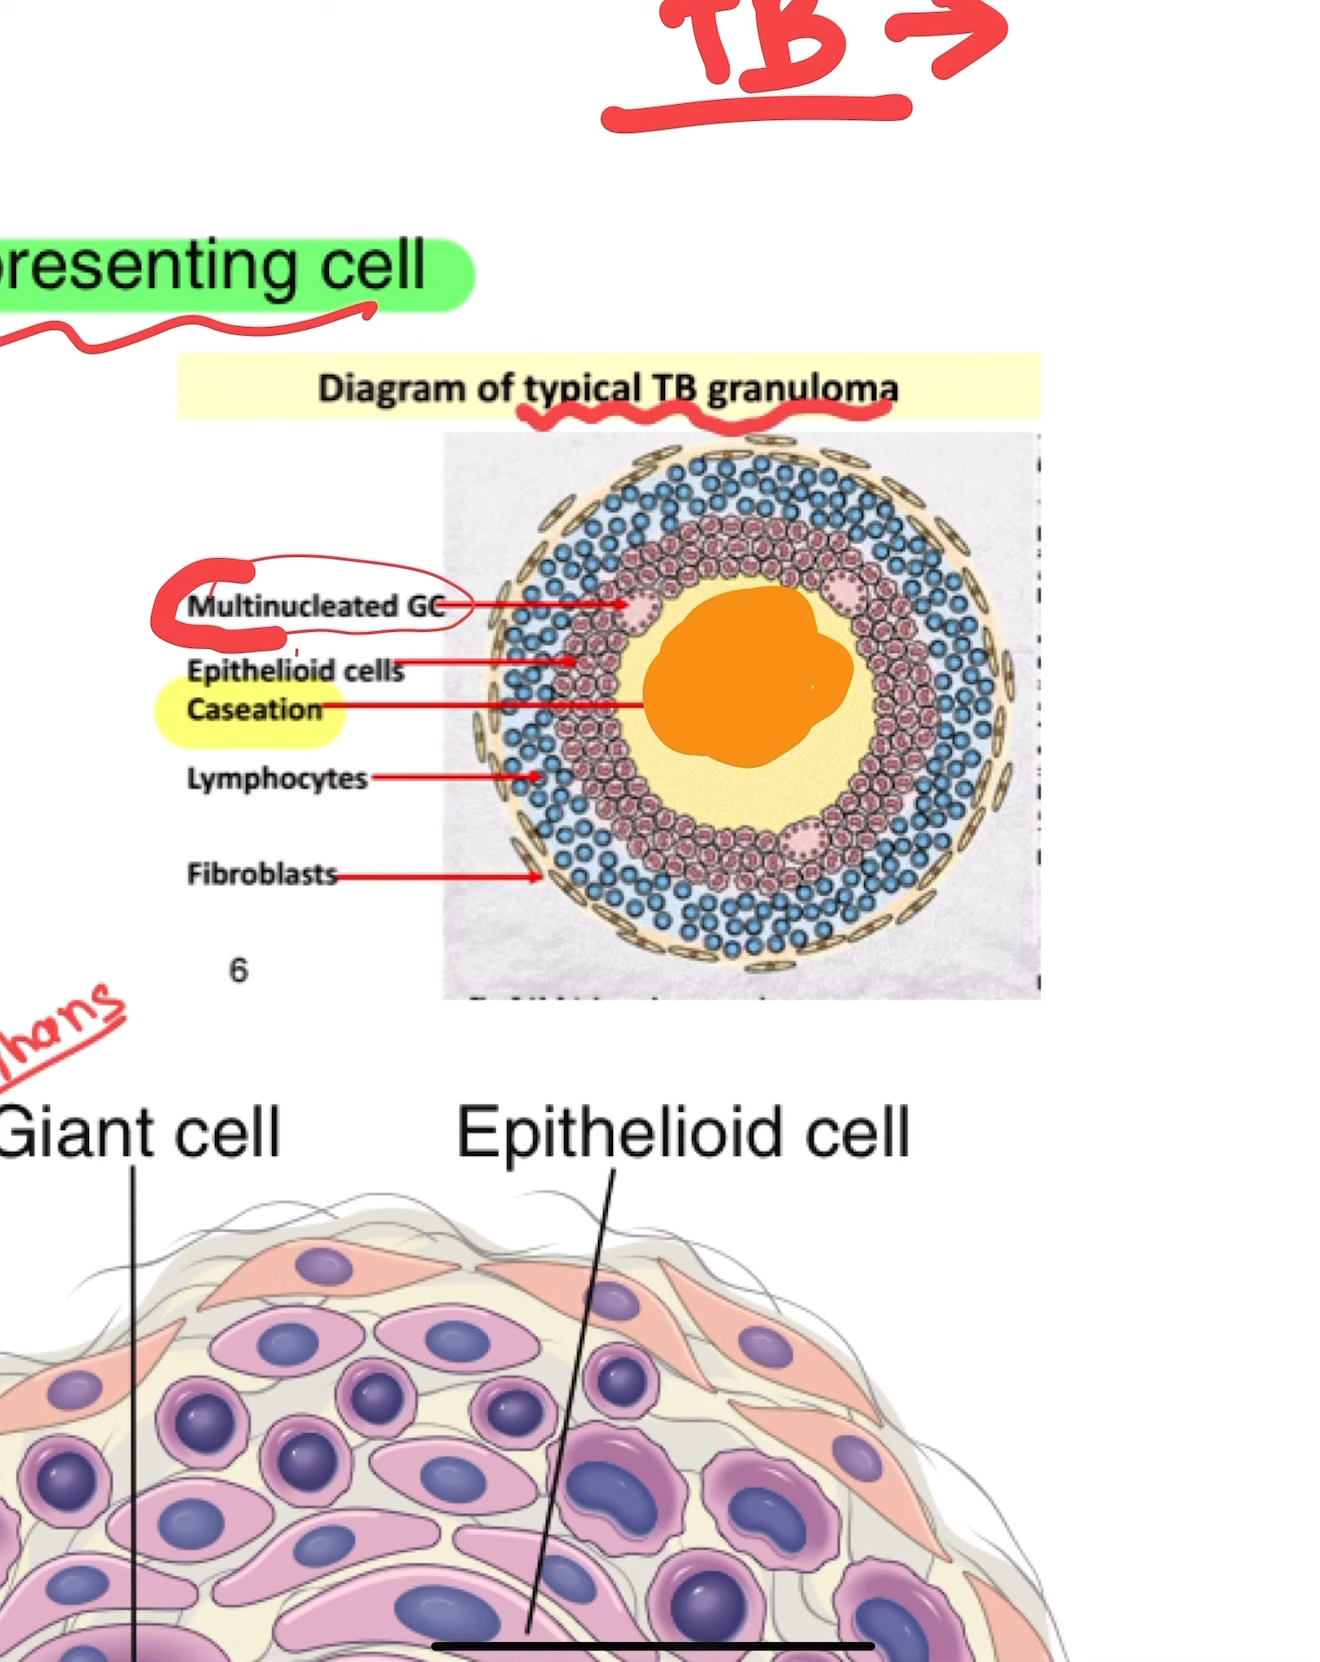 TB →
presenting cell
Diagram of typical TB granuloma
Multinucleated GC
Epithelioid cells
Caseation
Lymphocytes
Fibroblasts
6
hans
Giant cell
Epithelioid cell